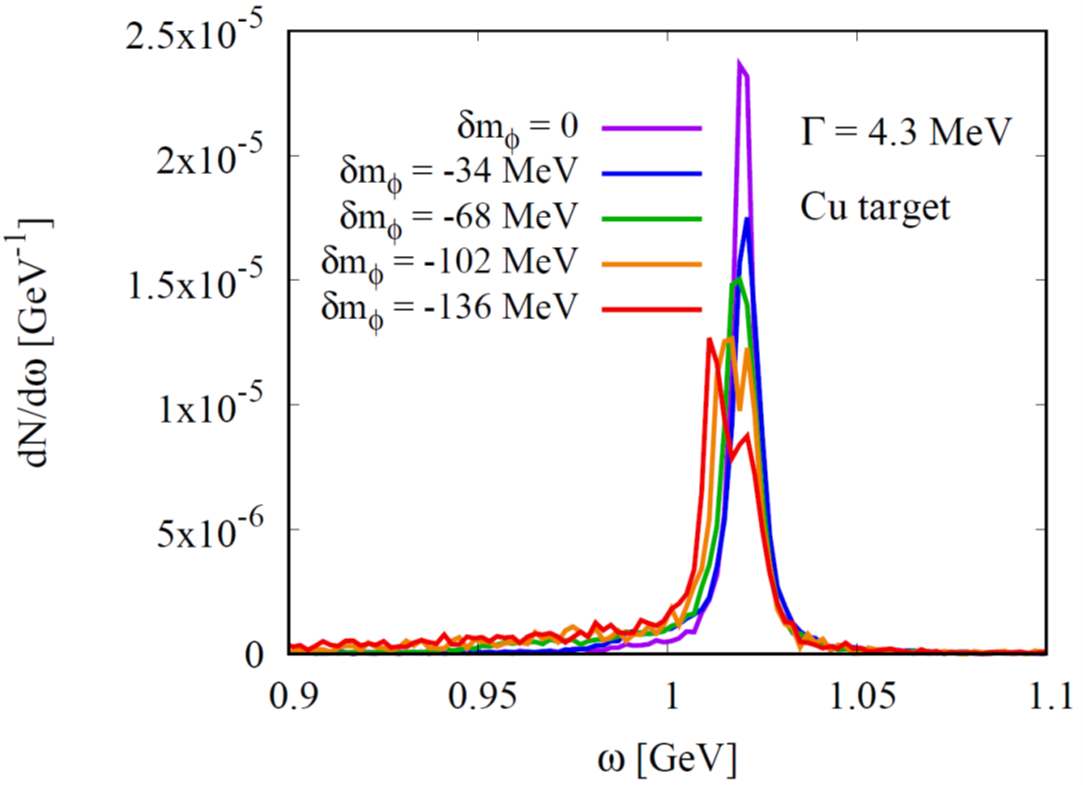 2.5x10⁻⁵
2x10⁻⁵
1.5x10⁻⁵
1x10⁻⁵
5x10⁻⁶
0
dN/dω [GeV⁻¹]
δmϕ = 0
δmϕ = -34 MeV
δmϕ = -68 MeV
δmϕ = -102 MeV
δmϕ = -136 MeV
Γ = 4.3 MeV
Cu target
0.9 0.95 1 1.05 1.1
ω [GeV]